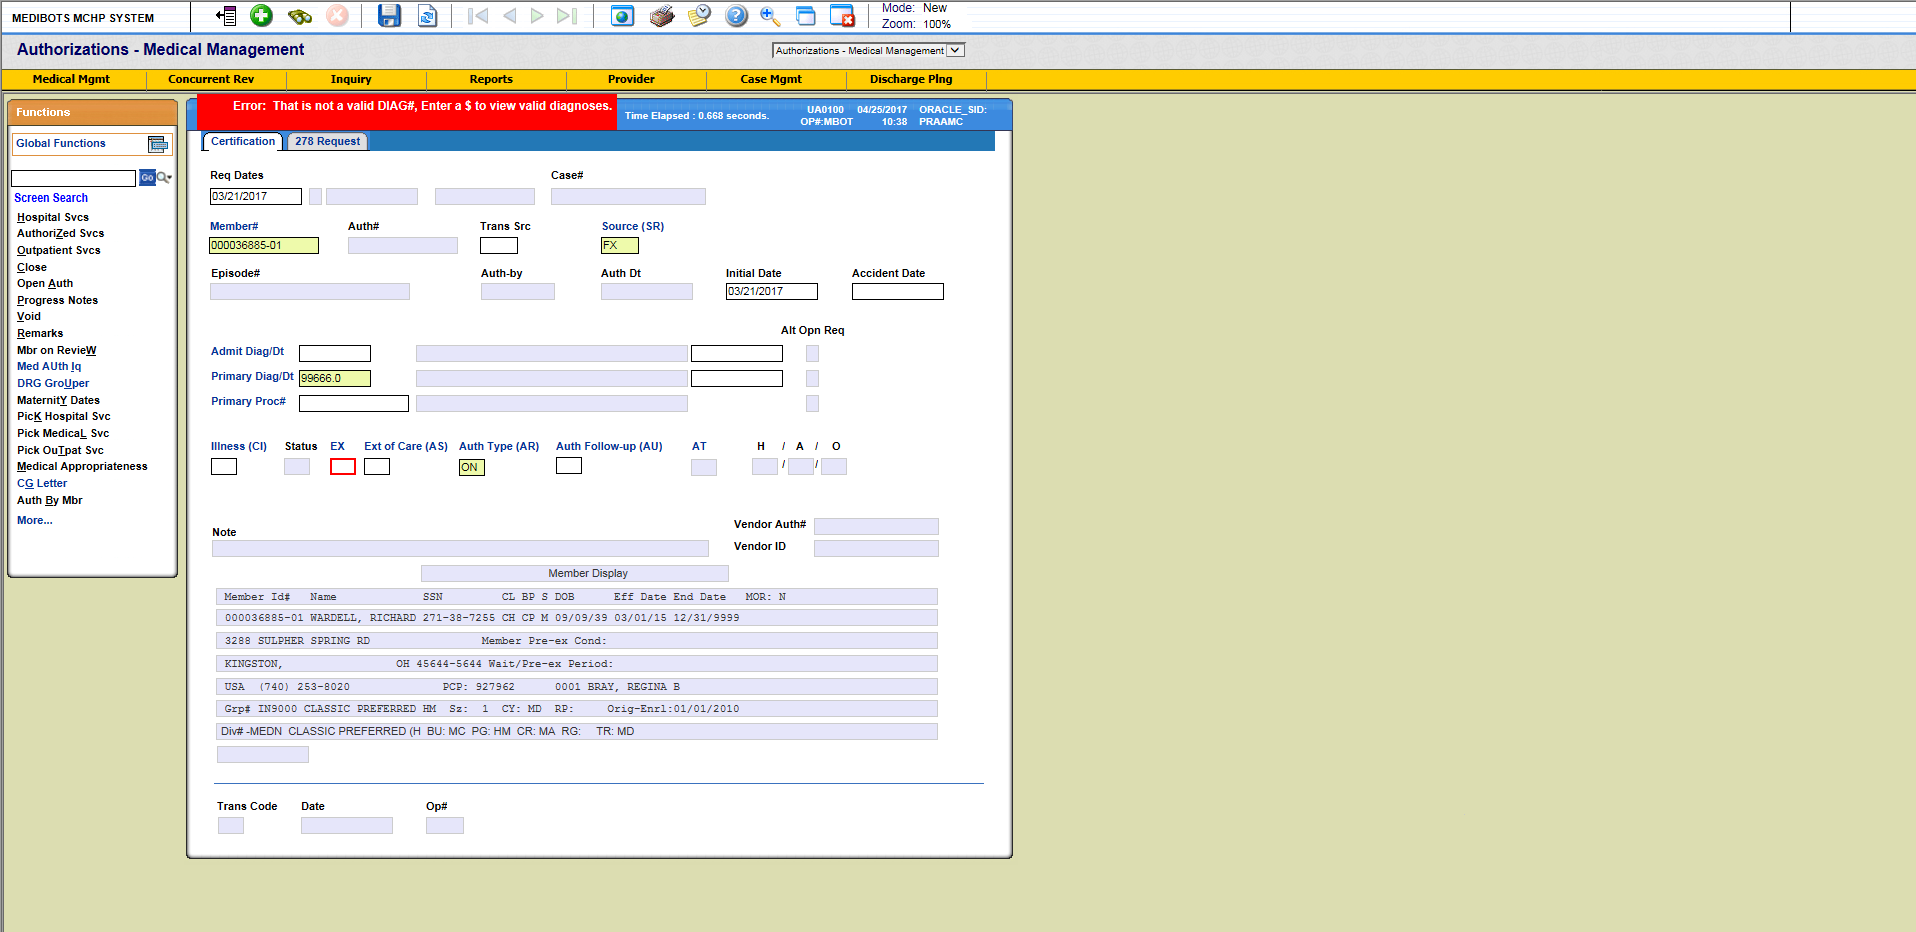 MEDIBOTS MCHP SYSTEM
Mode: New
Zoom: 100%
Authorizations - Medical Management
Authorizations - Medical Management
Medical Mgmt Concurrent Rev Inquiry Reports Provider Case Mgmt Discharge Plng
Functions
Global Functions
Go
Screen Search
Hospital Svcs
AuthoriZed Svcs
Outpatient Svcs
Close
Open Auth
Progress Notes
Void
Remarks
Mbr on RevieW
Med AUth Iq
DRG GroUper
MaternitY Dates
PicK Hospital Svc
Pick MedicaL Svc
Pick OuTpat Svc
Medical Appropriateness
CG Letter
Auth By Mbr
More...
Error: That is not a valid DIAG#, Enter a $ to view valid diagnoses.
Time Elapsed : 0.668 seconds.
UA0100 04/25/2017 ORACLE_SID:
OP#:MBOT 10:38 PRAAMC
Certification 278 Request
Req Dates Case#
03/21/2017
Member# Auth# Trans Src Source (SR)
000036885-01 FX
Episode# Auth-by Auth Dt Initial Date Accident Date
03/21/2017
Alt Opn Req
Admit Diag/Dt
Primary Diag/Dt 99666.0
Primary Proc#
Illness (CI) Status EX Ext of Care (AS) Auth Type (AR) Auth Follow-up (AU) AT H / A / O
ON / /
Note
Vendor Auth#
Vendor ID
Member Display
Member Id# Name SSN CL BP S DOB Eff Date End Date MOR: N
000036885-01 WARDELL, RICHARD 271-38-7255 CH CP M 09/09/39 03/01/15 12/31/9999
3288 SULPHER SPRING RD Member Pre-ex Cond:
KINGSTON, OH 45644-5644 Wait/Pre-ex Period:
USA (740) 253-8020 PCP: 927962 0001 BRAY, REGINA B
Grp# IN9000 CLASSIC PREFERRED HM Sz: 1 CY: MD RP: Orig-Enrl:01/01/2010
Div# -MEDN CLASSIC PREFERRED (H BU: MC PG: HM CR: MA RG: TR: MD
Trans Code Date Op#